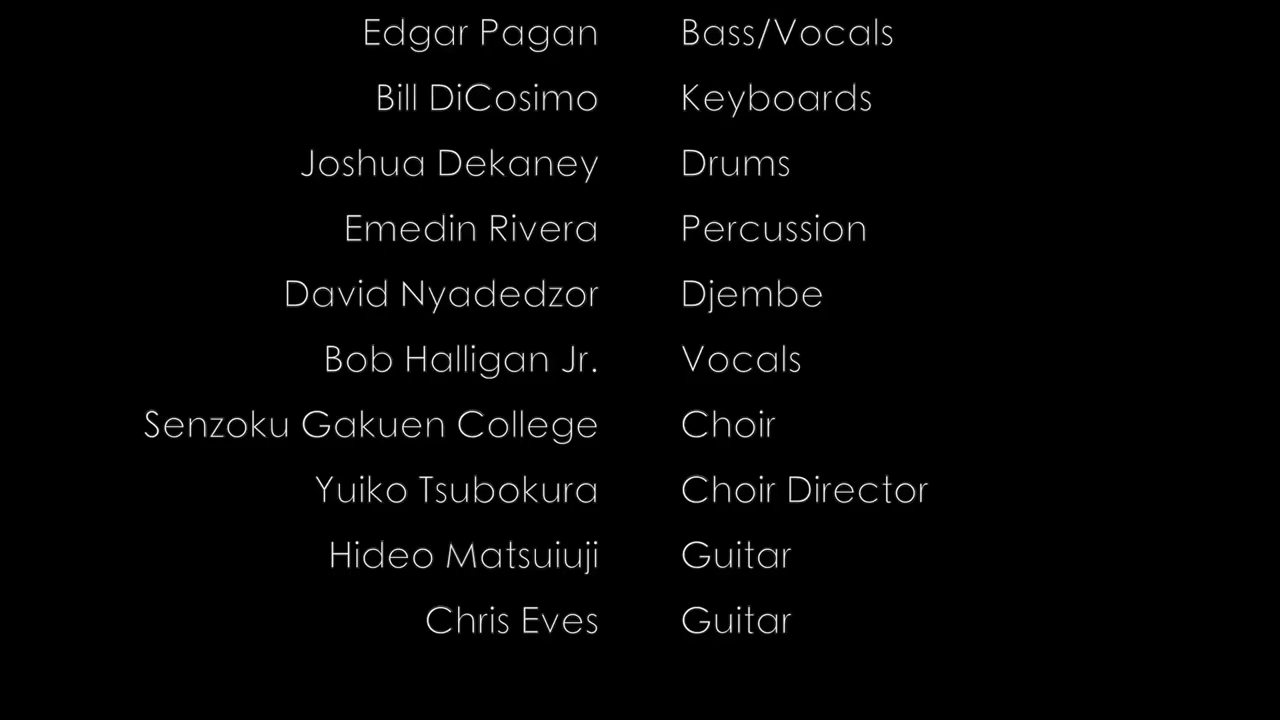 Edgar Pagan Bass/Vocals
Bill DiCosimo Keyboards
Joshua Dekaney Drums
Emedin Rivera Percussion
David Nyadedzor Djembe
Bob Halligan Jr. Vocals
Senzoku Gakuen College Choir
Yuiko Tsubokura Choir Director
Hideo Matsuiuji Guitar
Chris Eves Guitar